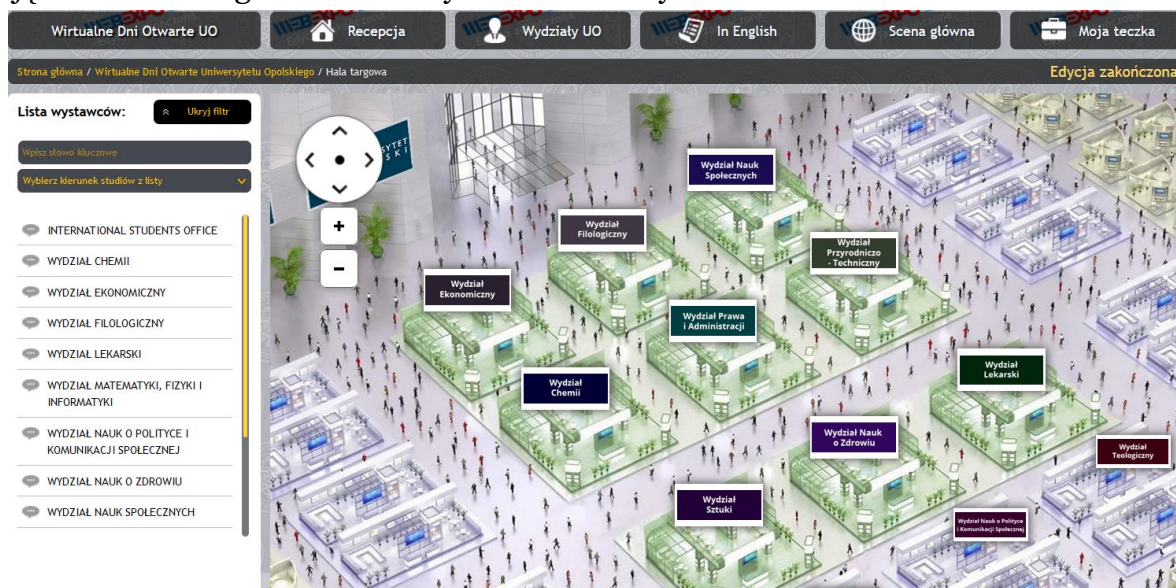 Wirtualne Dni Otwarte UO
Recepcja
Wydziały UO
In English
Scena główna
Moja teczka
Strona główna / Wirtualne Dni Otwarte Uniwersytetu Opolskiego / Hala targowa
Edycja zakończona
Lista wystawców:
Ukryj filtr
Wpisz słowo kluczowe
Wybierz kierunek studiów z listy
INTERNATIONAL STUDENTS OFFICE
WYDZIAŁ CHEMII
WYDZIAŁ EKONOMICZNY
WYDZIAŁ FILOLOGICZNY
WYDZIAŁ LEKARSKI
WYDZIAŁ MATEMATYKI, FIZYKI I
INFORMATYKI
WYDZIAŁ NAUK O POLITYCE I
KOMUNIKACJI SPOŁECZNEJ
WYDZIAŁ NAUK O ZDROWIU
WYDZIAŁ NAUK SPOŁECZNYCH
Wydział Nauk
Społecznych
Wydział
Filologiczny
Wydział
Przyrodniczo
- Techniczny
Wydział
Ekonomiczny
Wydział Prawa
i Administracji
Wydział
Lekarski
Wydział
Chemii
Wydział Nauk
o Zdrowiu
Wydział
Teologiczny
Wydział
Sztuki
Wydział Nauk o Polityce
i Komunikacji Społecznej